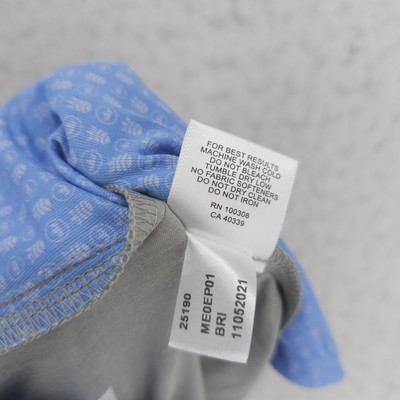 FOR BEST RESULTS
MACHINE WASH COLD
DO NOT BLEACH
TUMBLE DRY LOW
NO FABRIC SOFTENERS
DO NOT DRY CLEAN
DO NOT IRON
RN 100308
CA 40339
25190
ME0EP01
BRI
11052021